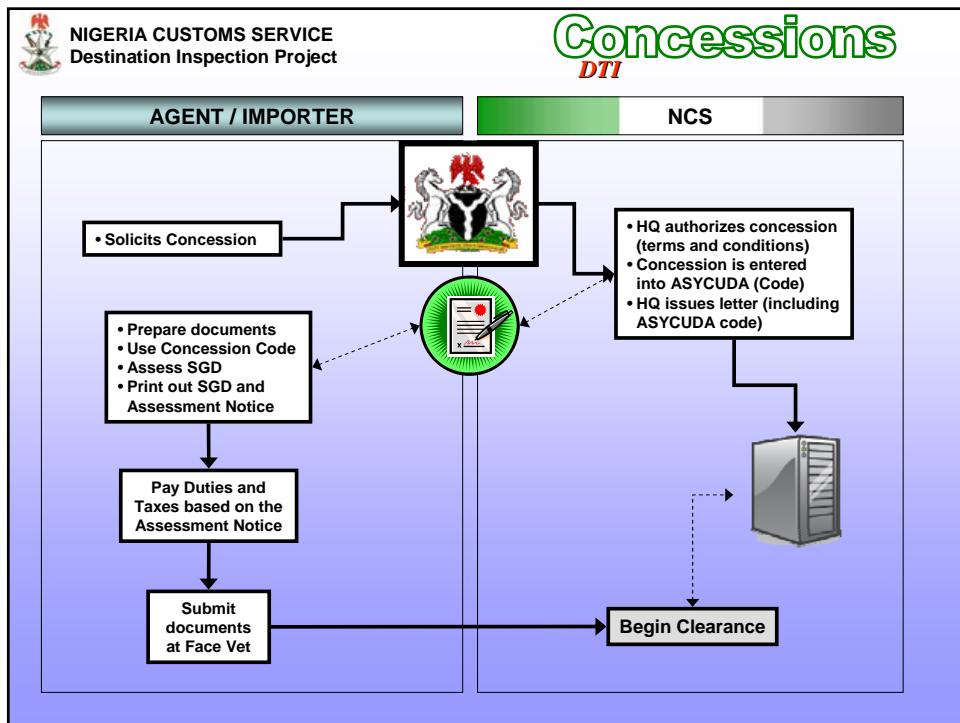 NIGERIA CUSTOMS SERVICE
Destination Inspection Project
Concessions
DTI
AGENT / IMPORTER
NCS
• Solicits Concession
• HQ authorizes concession
(terms and conditions)
• Concession is entered
into ASYCUDA (Code)
• HQ issues letter (including
ASYCUDA code)
• Prepare documents
• Use Concession Code
• Assess SGD
• Print out SGD and
Assessment Notice
Pay Duties and
Taxes based on the
Assessment Notice
Submit
documents
at Face Vet
Begin Clearance